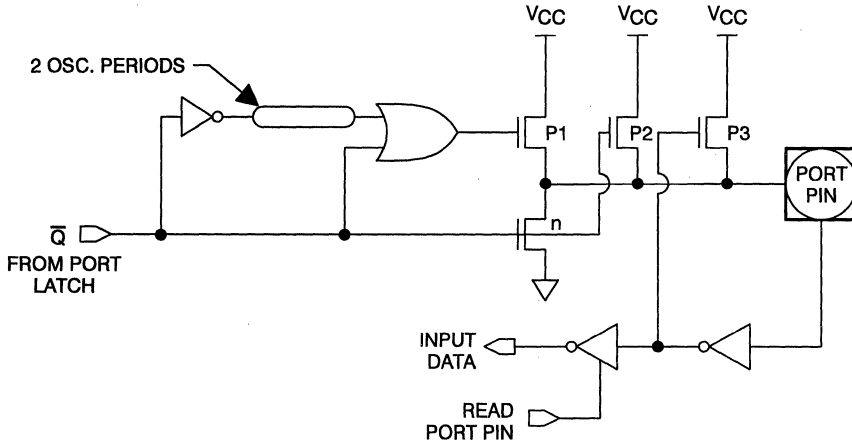 VCC VCC VCC
2 OSC. PERIODS
P1 P2 P3
PORT
PIN
n
Q̅
FROM PORT
LATCH
INPUT
DATA
READ
PORT PIN